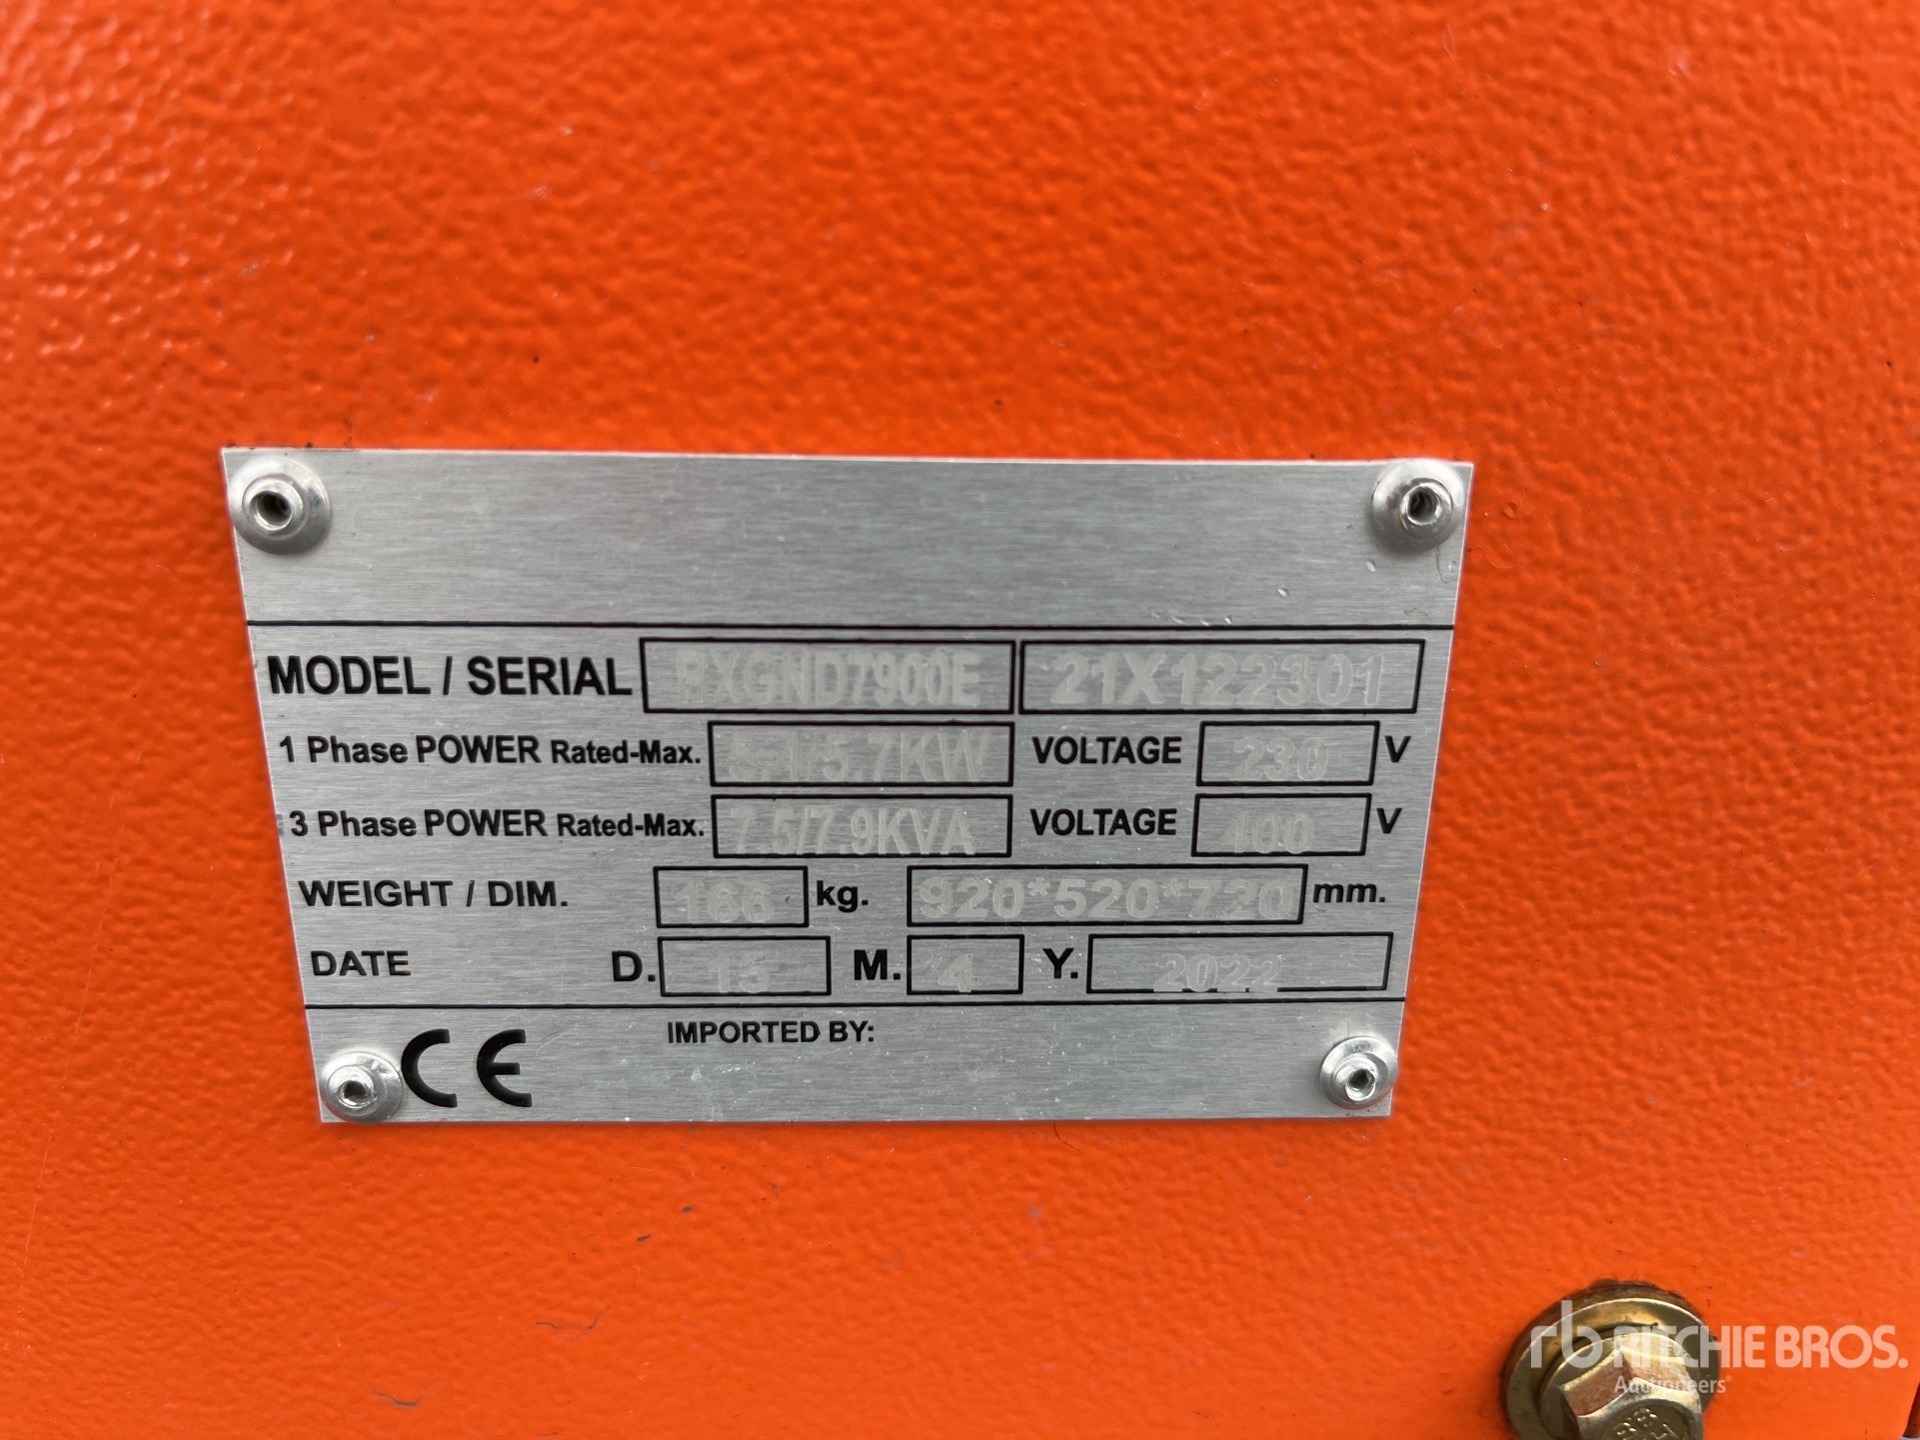 MODEL / SERIAL BXGND7900E 21X122301
1 Phase POWER Rated-Max. 5.1/5.7KW VOLTAGE 230 V
3 Phase POWER Rated-Max. 7.5/7.9KVA VOLTAGE 400 V
WEIGHT / DIM. 166 kg. 920*520*720 mm.
DATE D. 15 M. 4 Y. 2022
CE IMPORTED BY:
rb RITCHIE BROS.
Auctioneers